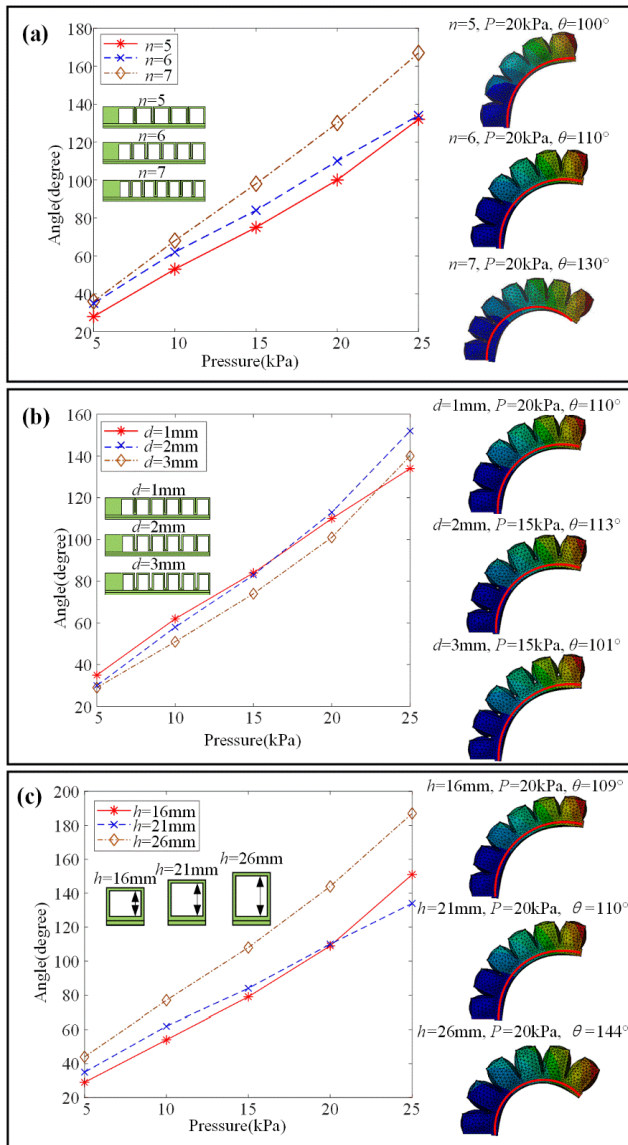 (a)
n=5
n=6
n=7
n=5
n=6
n=7
180
160
140
120
100
80
60
40
20
Angle(degree)
5
10
15
20
25
Pressure(kPa)
n=5, P=20kPa, θ=100°
n=6, P=20kPa, θ=110°
n=7, P=20kPa, θ=130°
(b)
d=1mm
d=2mm
d=3mm
d=1mm
d=2mm
d=3mm
160
140
120
100
80
60
40
20
Angle(degree)
5
10
15
20
25
Pressure(kPa)
d=1mm, P=20kPa, θ=110°
d=2mm, P=15kPa, θ=113°
d=3mm, P=15kPa, θ=101°
(c)
h=16mm
h=21mm
h=26mm
h=16mm
h=21mm
h=26mm
200
180
160
140
120
100
80
60
40
20
Angle(degree)
5
10
15
20
25
Pressure(kPa)
h=16mm, P=20kPa, θ=109°
h=21mm, P=20kPa, θ=110°
h=26mm, P=20kPa, θ=144°